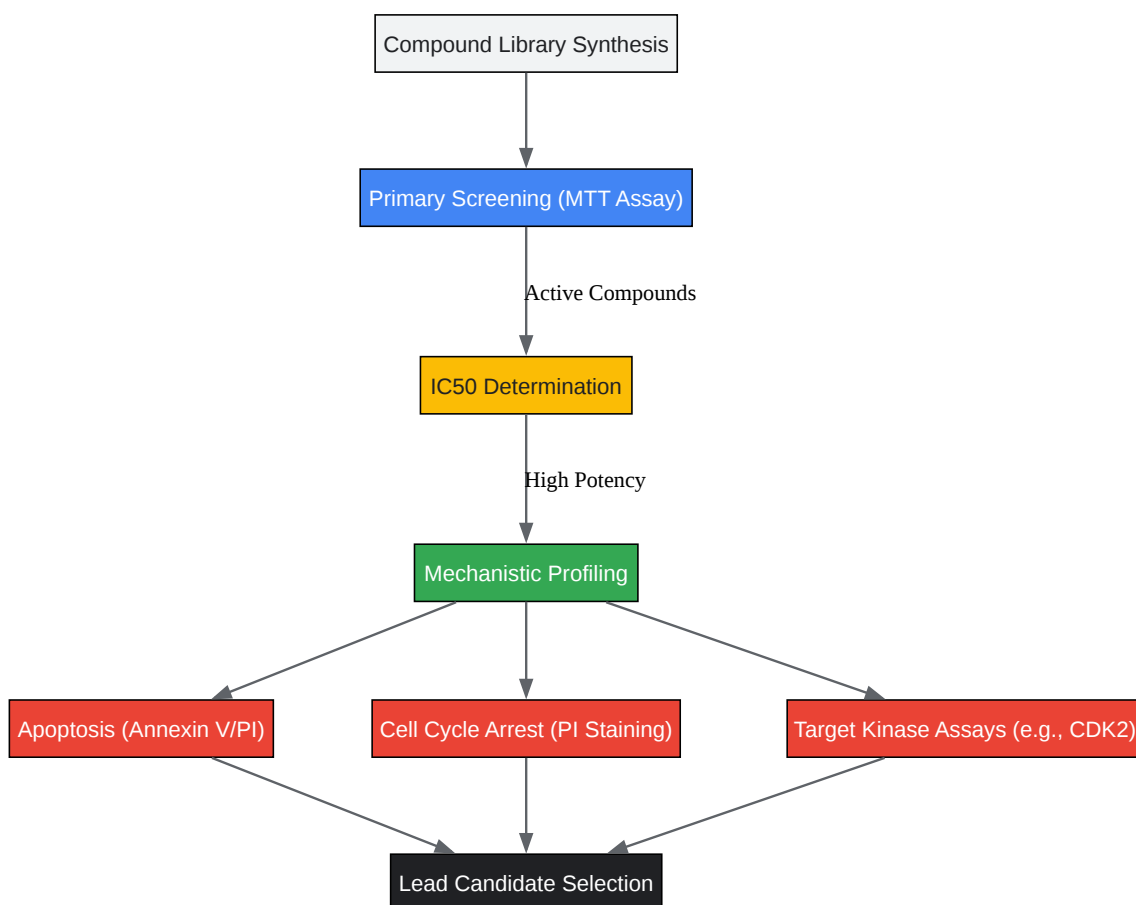 Compound Library Synthesis
Primary Screening (MTT Assay)
Active Compounds
IC50 Determination
High Potency
Mechanistic Profiling
Apoptosis (Annexin V/PI)
Cell Cycle Arrest (PI Staining)
Target Kinase Assays (e.g., CDK2)
Lead Candidate Selection